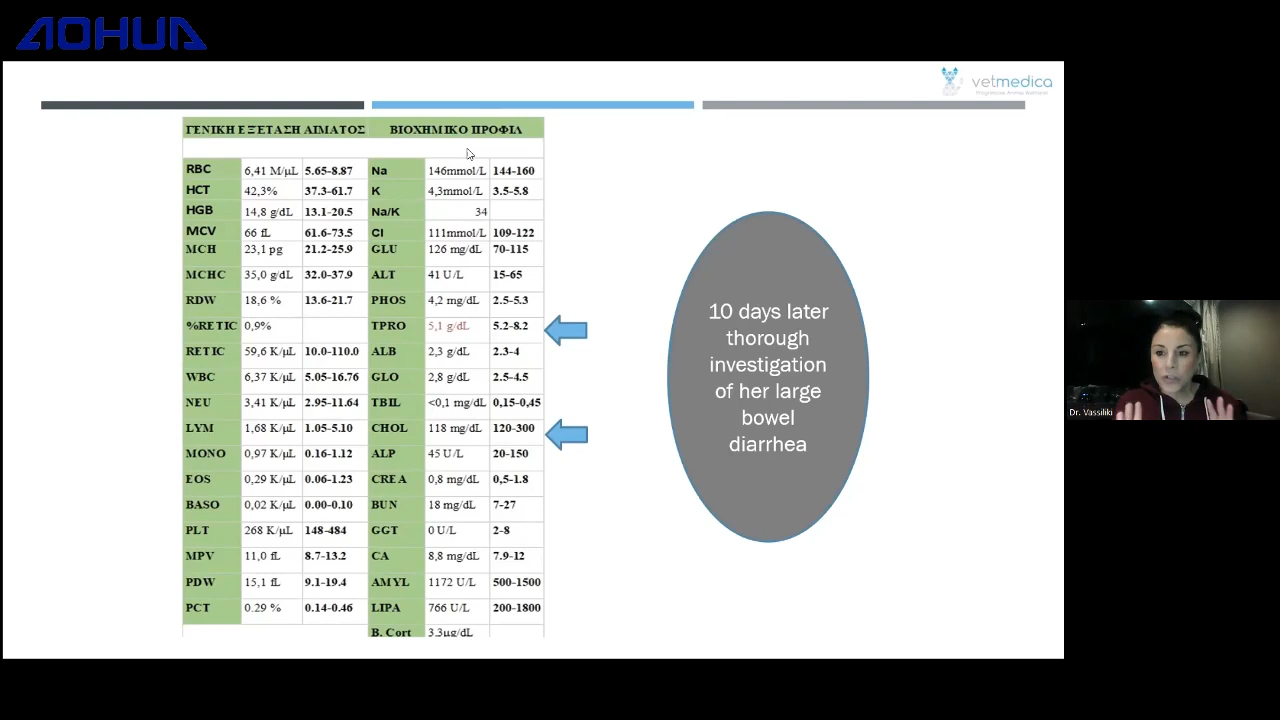 AOHUA
vetmedica
ΓΕΝΙΚΗ ΕΞΕΤΑΣΗ ΑΙΜΑΤΟΣ ΒΙΟΧΗΜΙΚΟ ΠΡΟΦΙΛ
RBC 6,41 M/μL 5.65-8.87 Na 146mmol/L 144-160
HCT 42,3% 37.3-61.7 K 4,3mmol/L 3.5-5.8
HGB 14,8 g/dL 13.1-20.5 Na/K 34
MCV 66 fL 61.6-73.5 Cl 111mmol/L 109-122
MCH 23,1 pg 21.2-25.9 GLU 126 mg/dL 70-115
MCHC 35,0 g/dL 32.0-37.9 ALT 41 U/L 15-65
RDW 18,6 % 13.6-21.7 PHOS 4,2 mg/dL 2.5-5.3
%RETIC 0,9% TPRO 5,1 g/dL 5.2-8.2
RETIC 59,6 K/μL 10.0-110.0 ALB 2,3 g/dL 2.3-4
WBC 6,37 K/μL 5.05-16.76 GLO 2,8 g/dL 2.5-4.5
NEU 3,41 K/μL 2.95-11.64 TBIL <0,1 mg/dL 0,15-0,45
LYM 1,68 K/μL 1.05-5.10 CHOL 118 mg/dL 120-300
MONO 0,97 K/μL 0.16-1.12 ALP 45 U/L 20-150
EOS 0,29 K/μL 0.06-1.23 CREA 0,8 mg/dL 0,5-1.8
BASO 0,02 K/μL 0.00-0.10 BUN 18 mg/dL 7-27
PLT 268 K/μL 148-484 GGT 0 U/L 2-8
MPV 11,0 fL 8.7-13.2 CA 8,8 mg/dL 7.9-12
PDW 15,1 fL 9.1-19.4 AMYL 1172 U/L 500-1500
PCT 0.29 % 0.14-0.46 LIPA 766 U/L 200-1800
B. Cort 3.3μg/dL
10 days later
thorough
investigation
of her large
bowel
diarrhea
Dr. Vassiliki